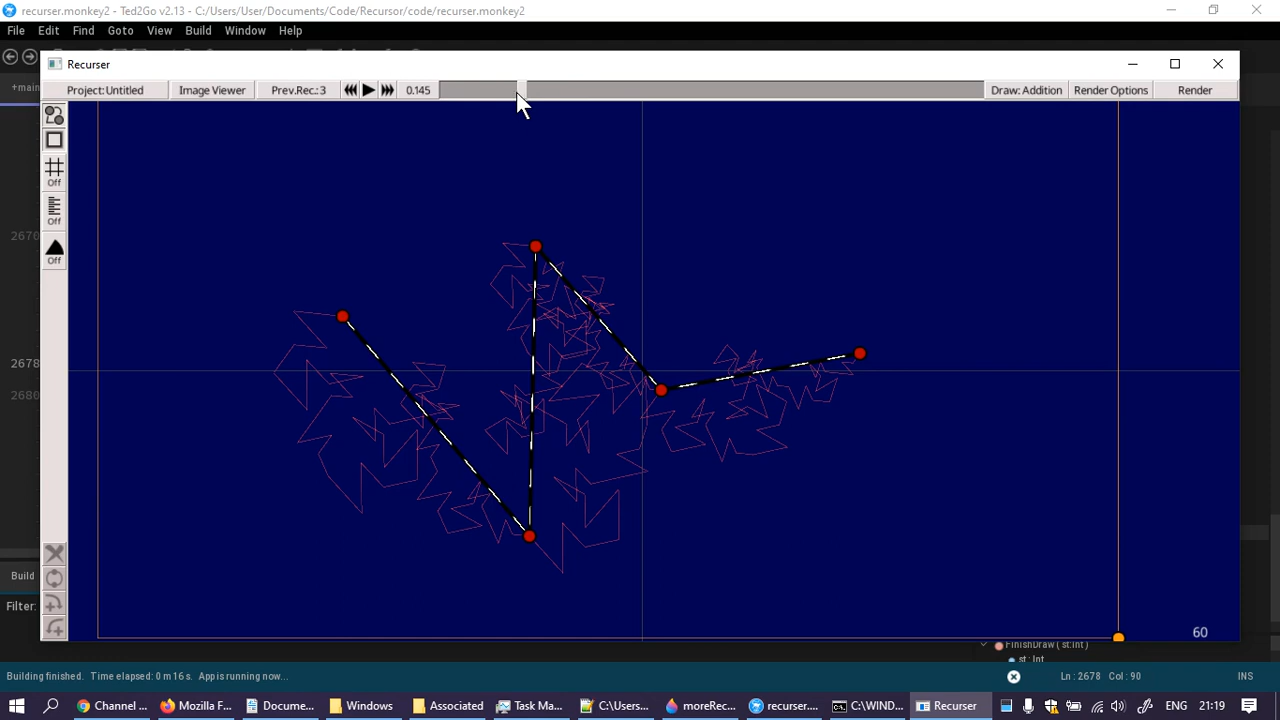 recurser.monkey2* - Ted2Go v2.13 - C:/Users/User/Documents/Code/Recursor/code/recurser.monkey2
File Edit Find Goto View Build Window Help
Recurser
+main
Project:Untitled Image Viewer Prev.Rec.: 3 0.145 Draw: Addition Render Options Render
Off
Off
2670
Off
2678
2680
Build
Filter:
60
FinishDraw ( st:Int )
st : Int
Building finished. Time elapsed: 0 m 16 s. App is running now... Ln : 2678 Col : 90 INS
Channel ... Mozilla F... Docume... Windows Associated Task Ma... C:\Users... moreRec... recurser.... C:\WIND... Recurser ENG 21:19